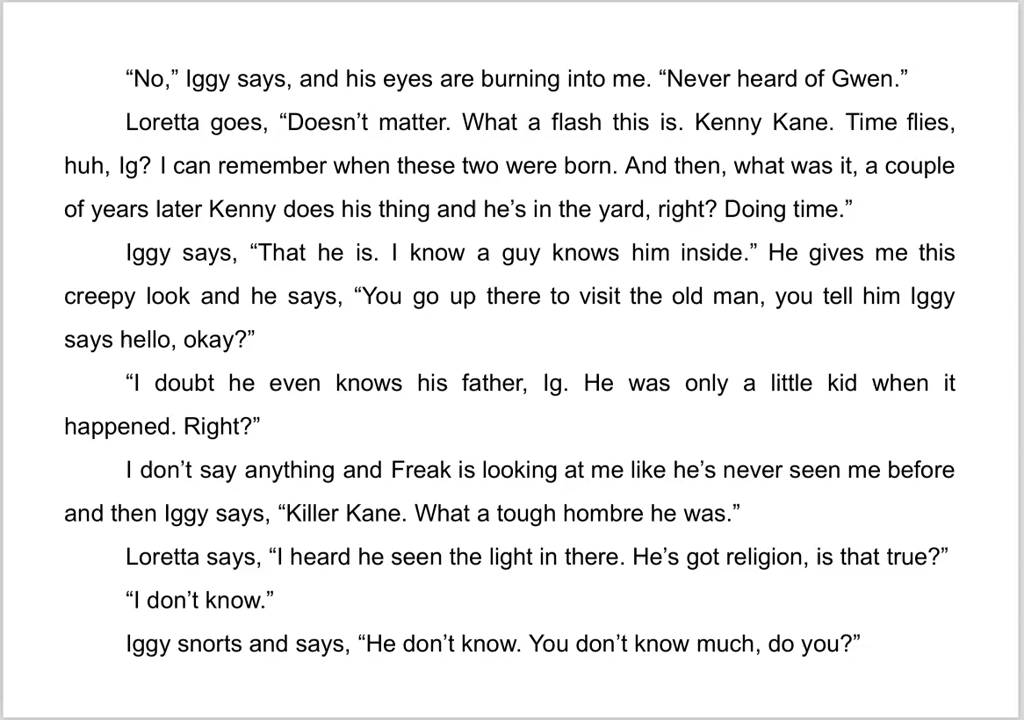 “No,” Iggy says, and his eyes are burning into me. “Never heard of Gwen.”
Loretta goes, “Doesn’t matter. What a flash this is. Kenny Kane. Time flies,
huh, Ig? I can remember when these two were born. And then, what was it, a couple
of years later Kenny does his thing and he’s in the yard, right? Doing time.”
Iggy says, “That he is. I know a guy knows him inside.” He gives me this
creepy look and he says, “You go up there to visit the old man, you tell him Iggy
says hello, okay?”
“I doubt he even knows his father, Ig. He was only a little kid when it
happened. Right?”
I don’t say anything and Freak is looking at me like he’s never seen me before
and then Iggy says, “Killer Kane. What a tough hombre he was.”
Loretta says, “I heard he seen the light in there. He’s got religion, is that true?”
“I don’t know.”
Iggy snorts and says, “He don’t know. You don’t know much, do you?”